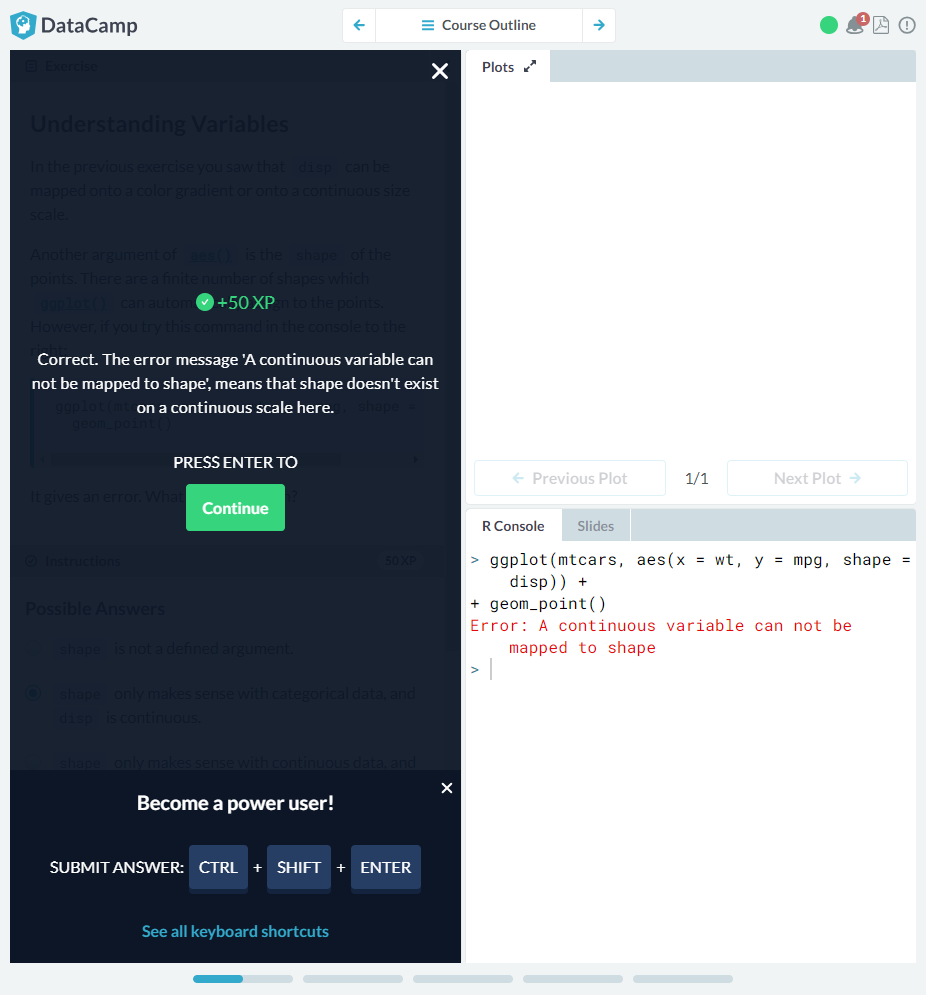 DataCamp
Course Outline
1
Exercise
Understanding Variables
In the previous exercise you saw that disp can be
mapped onto a color gradient or onto a continuous size
scale.
Another argument of aes() is the shape of the
points. There are a finite number of shapes which
ggplot() can autom gn to the points.
However, if you try this command in the console to the
right:
+50 XP
Correct. The error message 'A continuous variable can
not be mapped to shape', means that shape doesn't exist
on a continuous scale here.
geom_point()
PRESS ENTER TO
Continue
It gives an error. What ?
Instructions
50 XP
Possible Answers
shape is not a defined argument.
shape only makes sense with categorical data, and
disp is continuous.
shape only makes sense with continuous data, and
Become a power user!
SUBMIT ANSWER: CTRL + SHIFT + ENTER
See all keyboard shortcuts
Plots
Previous Plot
1/1
Next Plot
R Console
Slides
> ggplot(mtcars, aes(x = wt, y = mpg, shape =
disp)) +
+ geom_point()
Error: A continuous variable can not be
mapped to shape
>